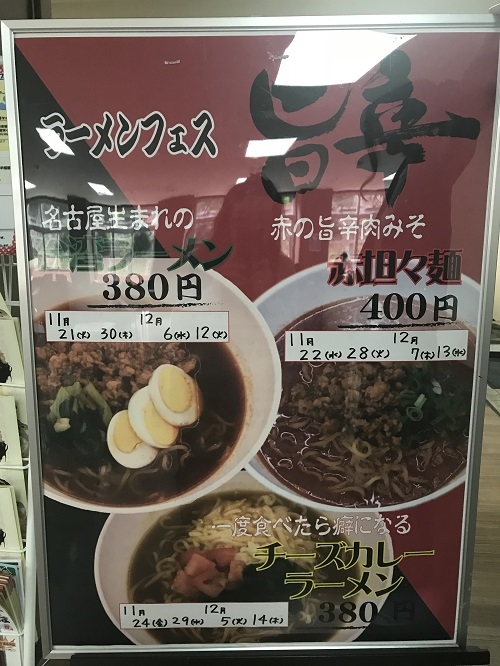 ラーメンフェス
旨辛
名古屋生まれの
ラーメン
380円
11月 12月
21(火) 30(木) 6(水) 12(火)
赤の旨辛肉みそ
赤担々麺
400円
11月 12月
22(水) 28(火) 7(木) 13(水)
一度食べたら癖になる
チーズカレー
ラーメン
380円
11月 12月
24(金) 29(水) 5(火) 14(木)